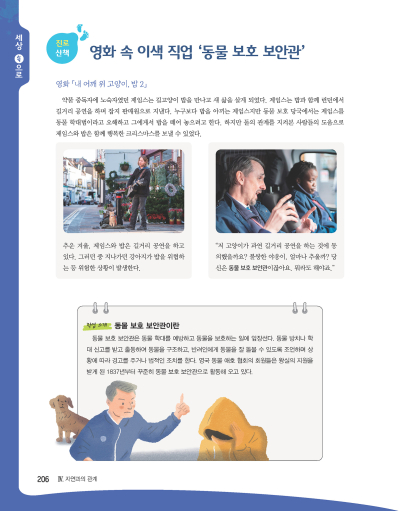 세상 속으로
진로
산책
영화 속 이색 직업 ‘동물 보호 보안관’
영화 『내 어깨 위 고양이, 밥 2』
약물 중독자에 노숙자였던 제임스는 길고양이 밥을 만나고 새 삶을 살게 되었다. 제임스는 밥과 함께 런던에서
길거리 공연을 하며 잡지 판매원으로 지낸다. 누구보다 밥을 아끼는 제임스지만 동물 보호 당국에서는 제임스를
동물 학대범이라고 오해하고 그에게서 밥을 떼어 놓으려고 한다. 하지만 둘의 관계를 지켜본 사람들의 도움으로
제임스와 밥은 함께 행복한 크리스마스를 보낼 수 있었다.
추운 겨울, 제임스와 밥은 길거리 공연을 하고
있다. 그러던 중 지나가던 강아지가 밥을 위협하
는 등 위험한 상황이 발생한다.
“저 고양이가 과연 길거리 공연을 하는 것에 동
의했을까요? 불쌍한 야옹이, 얼마나 추울까? 당
신은 동물 보호 보안관이잖아요. 뭐라도 해야죠.”
동물 보호 보안관이란
동물 보호 보안관은 동물 학대를 예방하고 동물을 보호하는 일에 앞장선다. 동물 방치나 학
대 신고를 받고 출동하여 동물을 구조하고, 반려인에게 동물을 잘 돌볼 수 있도록 조언하며 상
황에 따라 경고를 주거나 법적인 조치를 한다. 영국 동물 애호 협회의 회원들은 왕실의 지원을
받게 된 1837년부터 꾸준히 동물 보호 보안관으로 활동해 오고 있다.
206 Ⅳ. 자연과의 관계